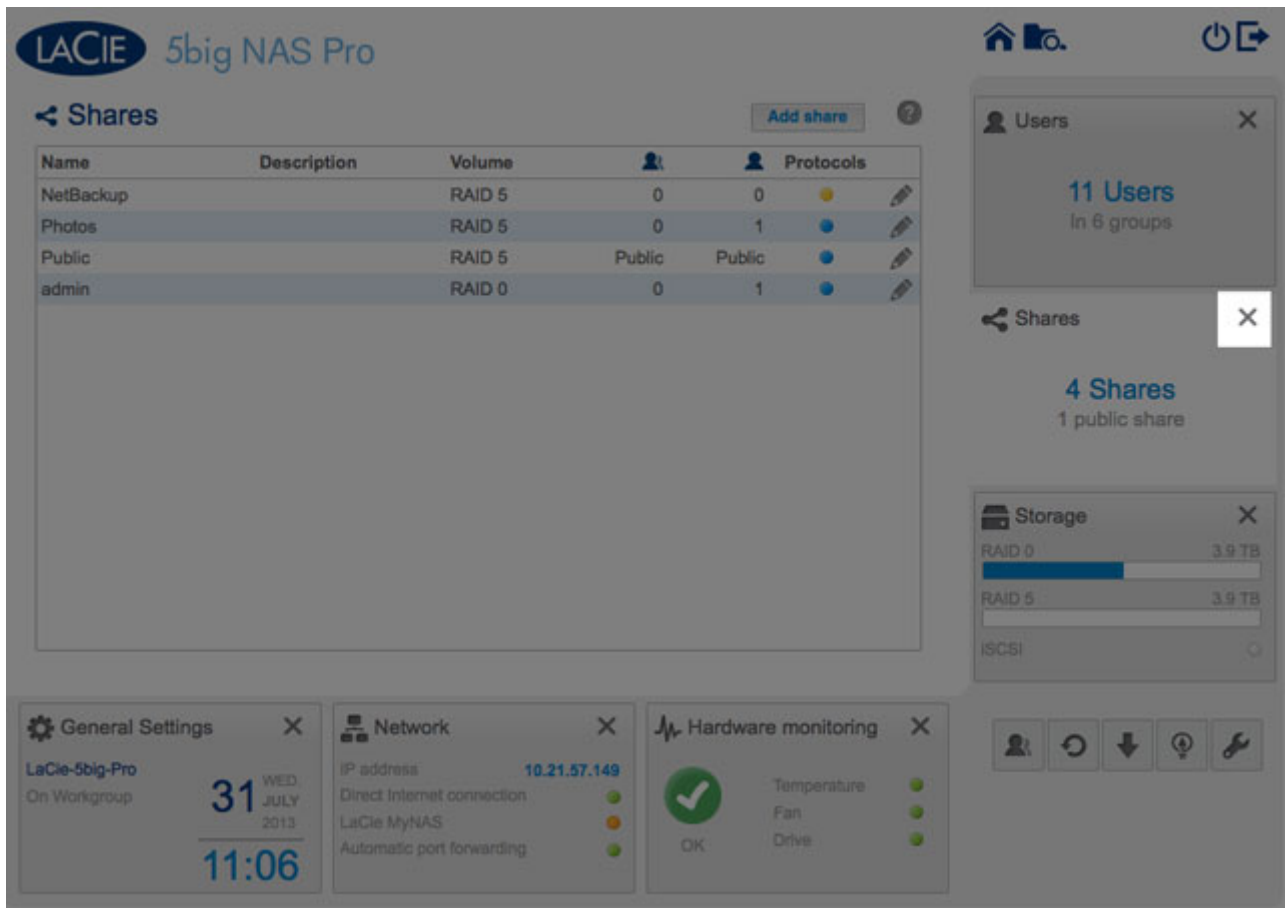 LACIE 5big NAS Pro
Shares
Add share
Name Description Volume Protocols
NetBackup RAID 5 0 0
Photos RAID 5 0 1
Public RAID 5 Public Public
admin RAID 0 0 1
Users
11 Users
In 6 groups
Shares
4 Shares
1 public share
Storage
RAID 0 3.9 TB
RAID 5 3.9 TB
iSCSI
General Settings
LaCie-5big-Pro
On Workgroup
31 WED. JULY 2013
11:06
Network
IP address 10.21.57.149
Direct Internet connection
LaCie MyNAS
Automatic port forwarding
Hardware monitoring
OK
Temperature
Fan
Drive